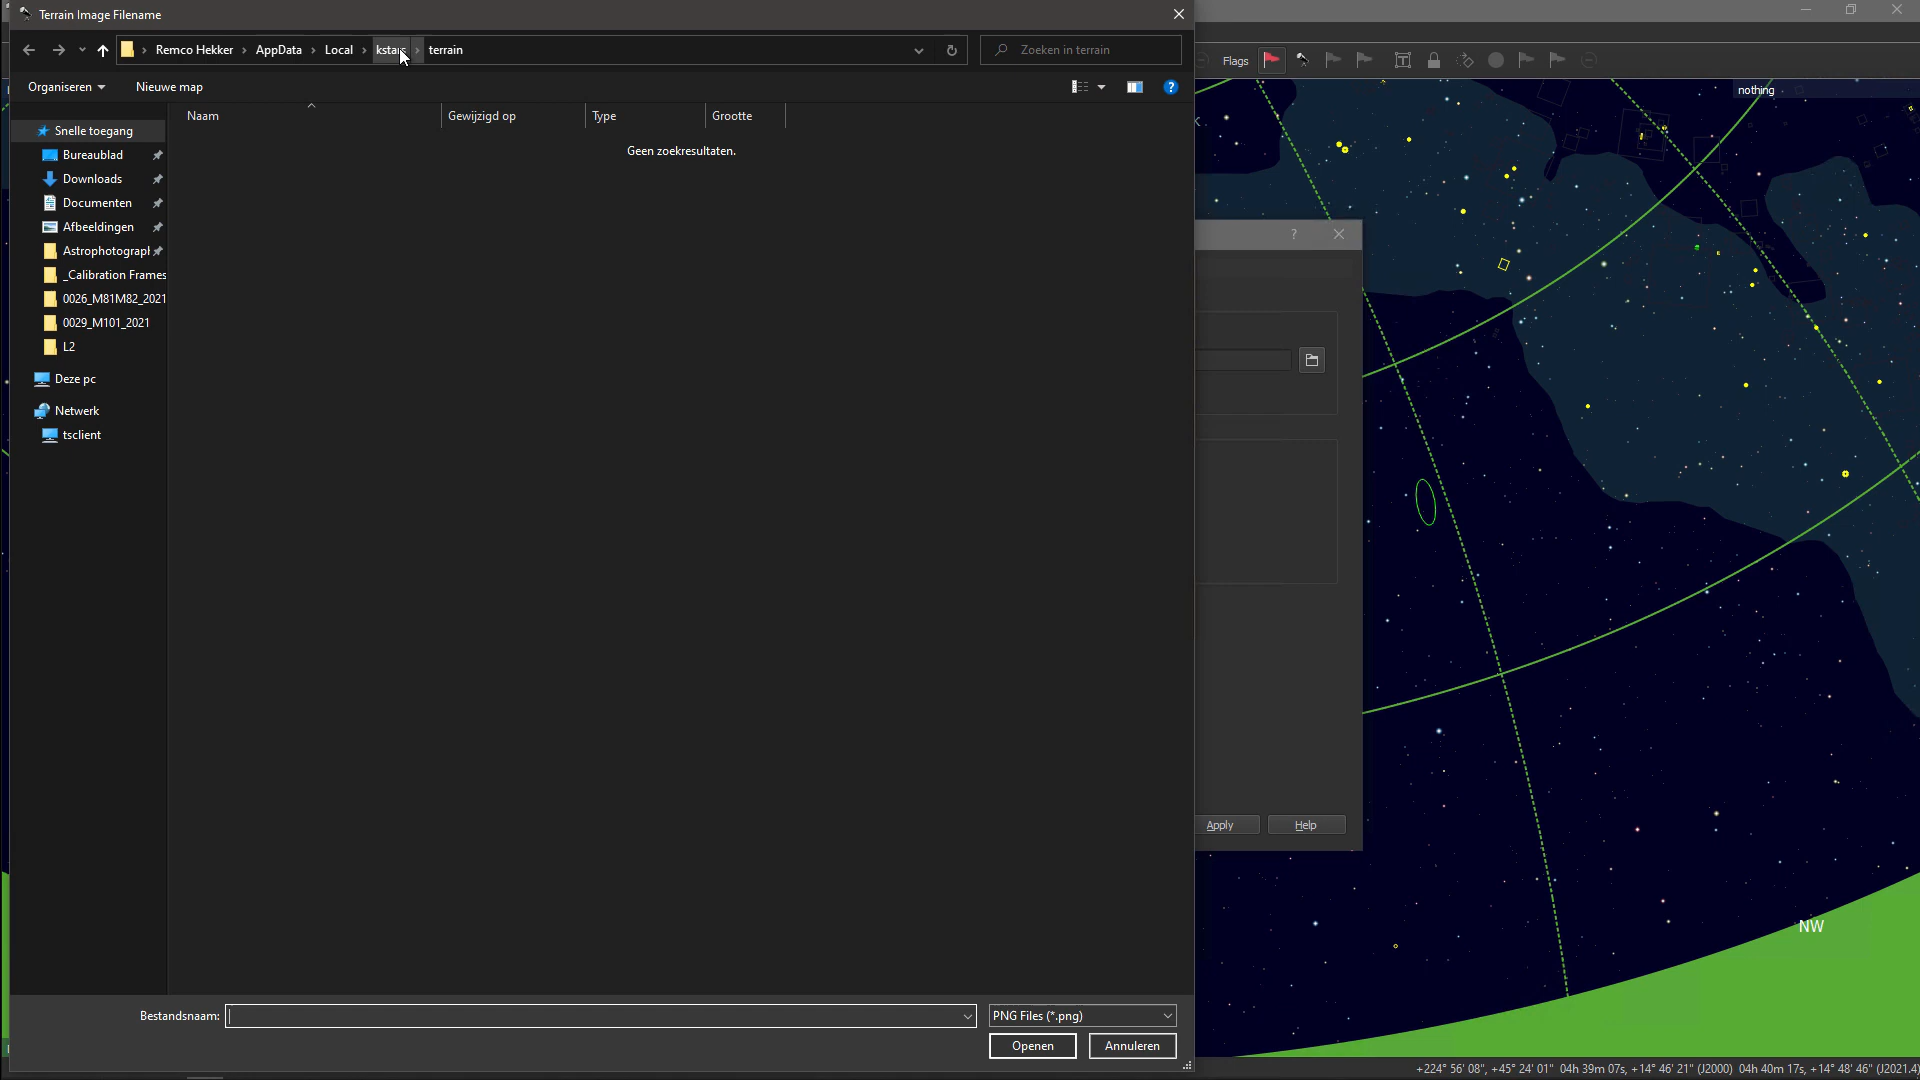 Terrain Image Filename
Remco Hekker › AppData › Local › kstars › terrain
Zoeken in terrain
Organiseren
Nieuwe map
Naam
Gewijzigd op
Type
Grootte
Geen zoekresultaten.
Snelle toegang
Bureaublad
Downloads
Documenten
Afbeeldingen
Astrophotograp
_Calibration Frames
0026_M81M82_2021
0029_M101_2021
L2
Deze pc
Netwerk
tsclient
Bestandsnaam:
PNG Files (*.png)
Openen
Annuleren
Flags
nothing
?
Apply
Help
NW
+224° 56' 08", +45° 24' 01" 04h 39m 07s, +14° 46' 21" (J2000) 04h 40m 17s, +14° 48' 46" (J2021.4)